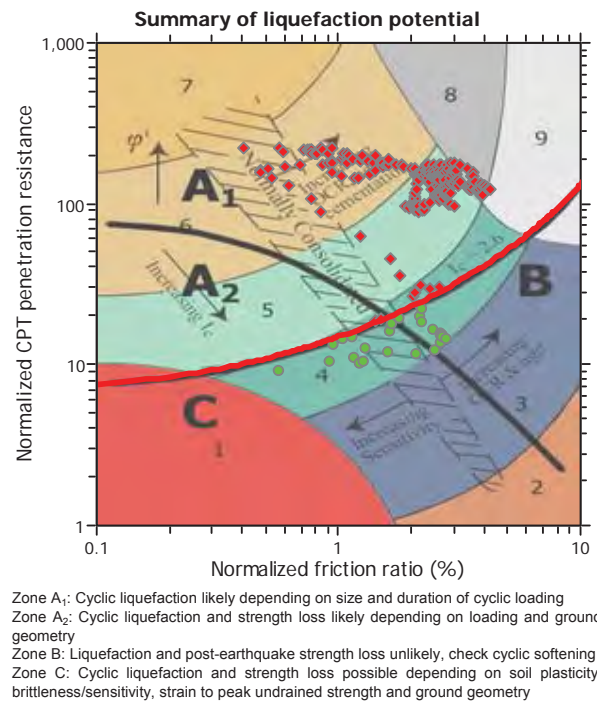 Summary of liquefaction potential
1,000
7
8
9
φ'
A1
Normally Consolidated
100
6
A2
Increasing Ic
5
B
10
4
C
1
Increasing
Sensitivity
3
2
1
0.1
1
10
Normalized CPT penetration resistance
Normalized friction ratio (%)
Zone A1: Cyclic liquefaction likely depending on size and duration of cyclic loading
Zone A2: Cyclic liquefaction and strength loss likely depending on loading and ground
geometry
Zone B: Liquefaction and post-earthquake strength loss unlikely, check cyclic softening
Zone C: Cyclic liquefaction and strength loss possible depending on soil plasticity
brittleness/sensitivity, strain to peak undrained strength and ground geometry